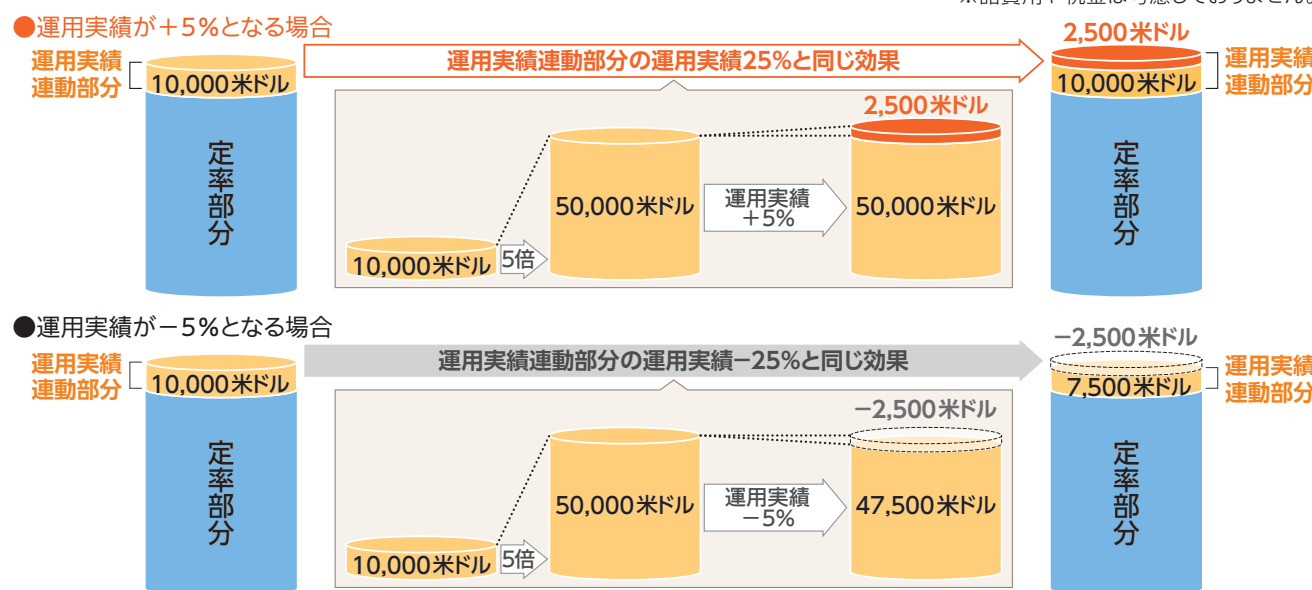 ●運用実績が＋5％となる場合
2,500米ドル
運用実績
連動部分
10,000米ドル
運用実績連動部分の運用実績25%と同じ効果
10,000米ドル
運用実績
連動部分
定率部分
10,000米ドル
5倍
50,000米ドル
運用実績
＋5%
2,500米ドル
50,000米ドル
定率部分
●運用実績が－5％となる場合
－2,500米ドル
運用実績
連動部分
10,000米ドル
運用実績連動部分の運用実績－25%と同じ効果
7,500米ドル
運用実績
連動部分
定率部分
10,000米ドル
5倍
50,000米ドル
運用実績
－5%
－2,500米ドル
47,500米ドル
定率部分